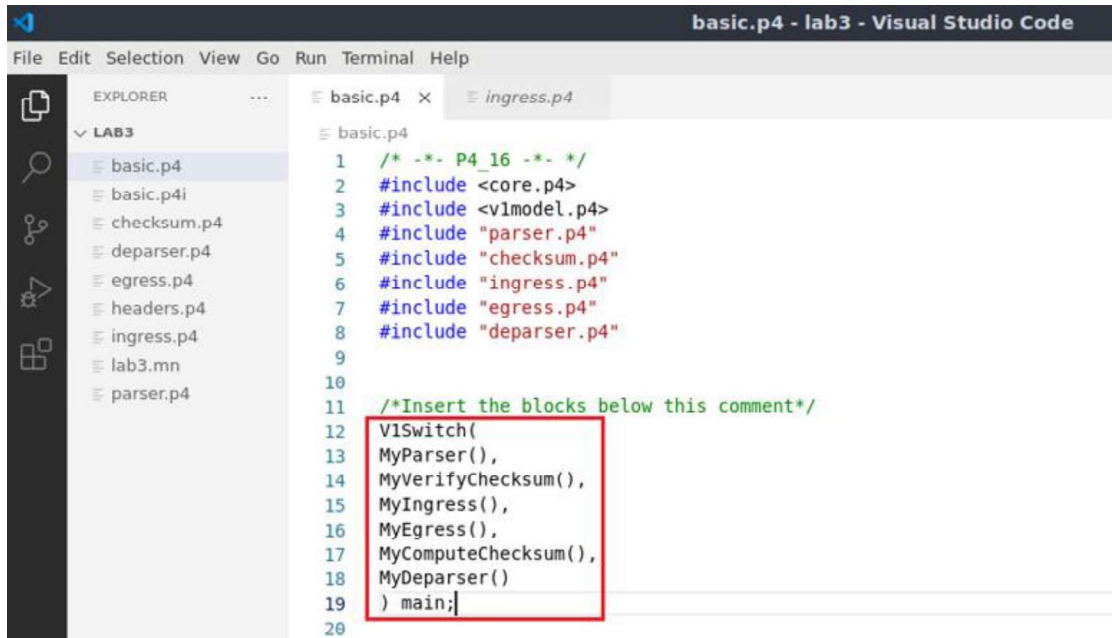 basic.p4 - lab3 - Visual Studio Code
File Edit Selection View Go Run Terminal Help
EXPLORER ...
LAB3
basic.p4
basic.p4i
checksum.p4
deparser.p4
egress.p4
headers.p4
ingress.p4
lab3.mn
parser.p4
basic.p4 × ingress.p4
basic.p4
1 /* -*- P4_16 -*- */
2 #include <core.p4>
3 #include <v1model.p4>
4 #include "parser.p4"
5 #include "checksum.p4"
6 #include "ingress.p4"
7 #include "egress.p4"
8 #include "deparser.p4"
9
10
11 /*Insert the blocks below this comment*/
12 V1Switch(
13 MyParser(),
14 MyVerifyChecksum(),
15 MyIngress(),
16 MyEgress(),
17 MyComputeChecksum(),
18 MyDeparser()
19 ) main;
20